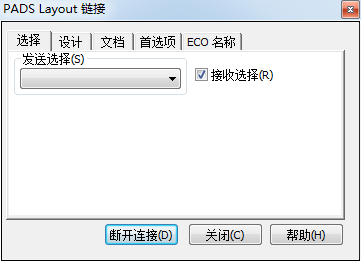 PADS Layout 链接
选择 设计 文档 首选项 ECO 名称
发送选择(S)
接收选择(R)
断开连接(D) 关闭(C) 帮助(H)